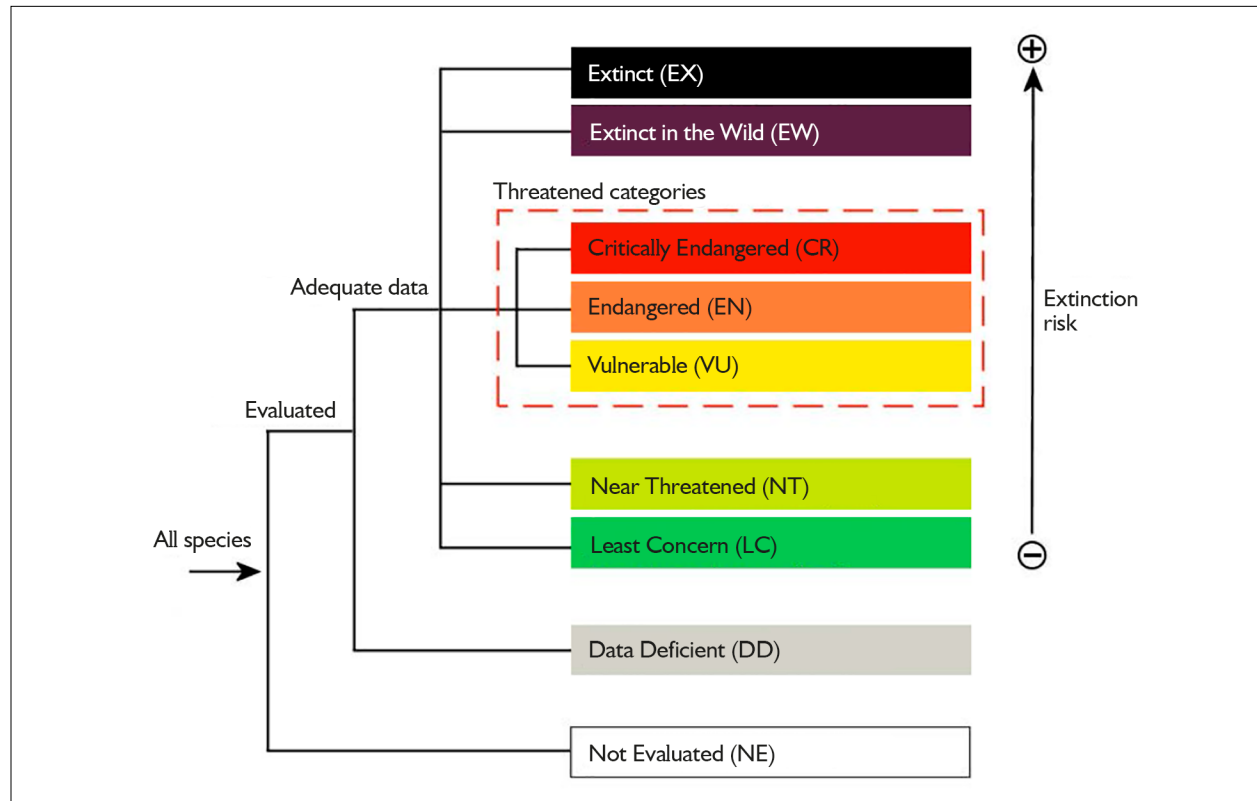 Extinct (EX)
Extinct in the Wild (EW)
Threatened categories
Critically Endangered (CR)
Adequate data
Endangered (EN)
Extinction
risk
Vulnerable (VU)
Evaluated
Near Threatened (NT)
All species
Least Concern (LC)
Data Deficient (DD)
Not Evaluated (NE)